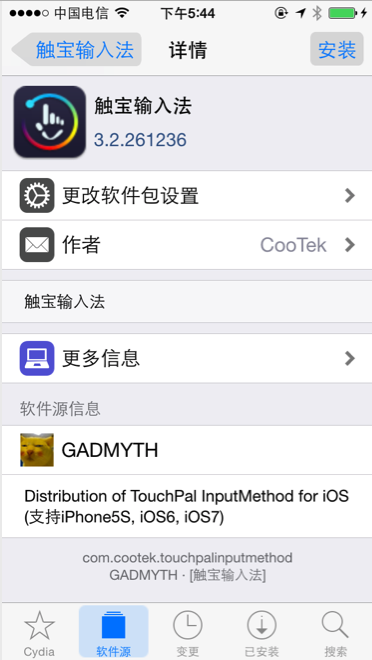 中国电信 下午5:44
触宝输入法 详情 安装
触宝输入法
3.2.261236
更改软件包设置
作者 CooTek
触宝输入法
更多信息
软件源信息
GADMYTH
Distribution of TouchPal InputMethod for iOS
(支持iPhone5S, iOS6, iOS7)
com.cootek.touchpalinputmethod
GADMYTH · [触宝输入法]
Cydia 软件源 变更 已安装 搜索